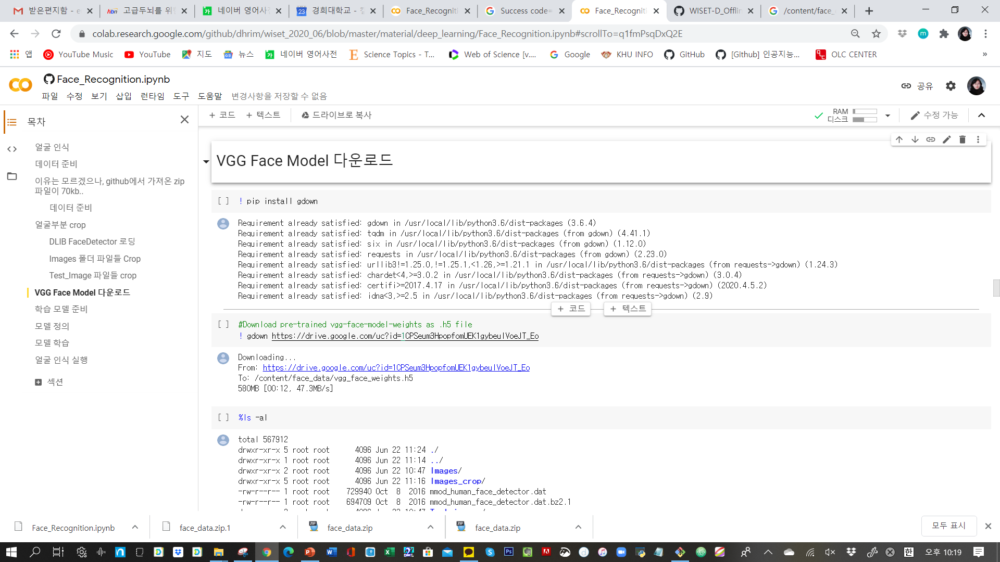 받은편지함 - e
고급두뇌를 위한
네이버 영어사전
경희대학교 - 캘
Face_Recogniti
Success code=
Face_Recogniti
WISET-D_Offlin
/content/face_
colab.research.google.com/github/dhrim/wiset_2020_06/blob/master/material/deep_learning/Face_Recognition.ipynb#scrollTo=q1fmPsqDxQ2E
앱 YouTube Music YouTube 지도 뉴스 네이버 영어사전 Science Topics - T... Web of Science [v.... Google KHU INFO GitHub [Github] 인공지능... OLC CENTER »
Face_Recognition.ipynb
파일 수정 보기 삽입 런타임 도구 도움말 변경사항을 저장할 수 없음
공유
목차
얼굴 인식
데이터 준비
이유는 모르겠으나, github에서 가져온 zip
파일이 70kb..
데이터 준비
얼굴부분 crop
DLIB FaceDetector 로딩
Images 폴더 파일들 Crop
Test_Image 파일들 crop
VGG Face Model 다운로드
학습 모델 준비
모델 정의
모델 학습
얼굴 인식 실행
섹션
+ 코드 + 텍스트 드라이브로 복사
RAM
디스크
수정 가능
VGG Face Model 다운로드
[ ] ! pip install gdown
Requirement already satisfied: gdown in /usr/local/lib/python3.6/dist-packages (3.6.4)
Requirement already satisfied: tqdm in /usr/local/lib/python3.6/dist-packages (from gdown) (4.41.1)
Requirement already satisfied: six in /usr/local/lib/python3.6/dist-packages (from gdown) (1.12.0)
Requirement already satisfied: requests in /usr/local/lib/python3.6/dist-packages (from gdown) (2.23.0)
Requirement already satisfied: urllib3!=1.25.0,!=1.25.1,<1.26,>=1.21.1 in /usr/local/lib/python3.6/dist-packages (from requests->gdown) (1.24.3)
Requirement already satisfied: chardet<4,>=3.0.2 in /usr/local/lib/python3.6/dist-packages (from requests->gdown) (3.0.4)
Requirement already satisfied: certifi>=2017.4.17 in /usr/local/lib/python3.6/dist-packages (from requests->gdown) (2020.4.5.2)
Requirement already satisfied: idna<3,>=2.5 in /usr/local/lib/python3.6/dist-packages (from requests->gdown) (2.9)
+ 코드 + 텍스트
[ ] #Download pre-trained vgg-face-model-weights as .h5 file
! gdown https://drive.google.com/uc?id=1CPSeum3HpopfomUEK1gybeuIVoeJT_Eo
Downloading...
From: https://drive.google.com/uc?id=1CPSeum3HpopfomUEK1gybeuIVoeJT_Eo
To: /content/face_data/vgg_face_weights.h5
580MB [00:12, 47.3MB/s]
[ ] %ls -al
total 567912
drwxr-xr-x 5 root root 4096 Jun 22 11:24 ./
drwxr-xr-x 1 root root 4096 Jun 22 11:14 ../
drwxr-xr-x 2 root root 4096 Jun 22 10:47 Images/
drwxr-xr-x 5 root root 4096 Jun 22 11:16 Images_crop/
-rw-r--r-- 1 root root 729940 Oct 8 2016 mmod_human_face_detector.dat
-rw-r--r-- 1 root root 694709 Oct 8 2016 mmod_human_face_detector.dat.bz2.1
Face_Recognition.ipynb
face_data.zip.1
face_data.zip
face_data.zip
모두 표시
한 오후 10:19